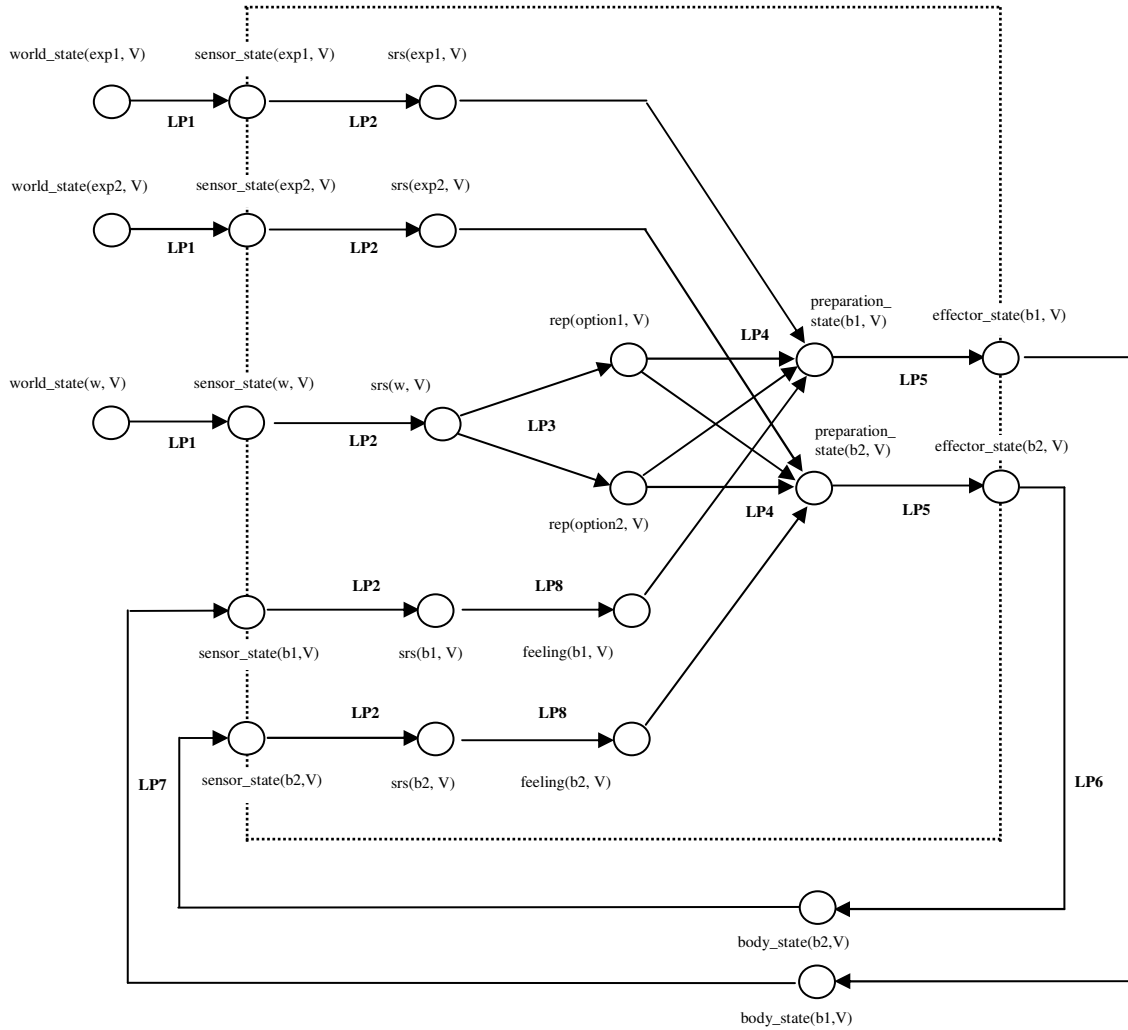 world_state(exp1, V)
sensor_state(exp1, V)
srs(exp1, V)
LP1
LP2
world_state(exp2, V)
sensor_state(exp2, V)
srs(exp2, V)
LP1
LP2
preparation_
state(b1, V)
effector_state(b1, V)
rep(option1, V)
LP4
LP5
world_state(w, V)
sensor_state(w, V)
srs(w, V)
LP1
LP2
LP3
preparation_
state(b2, V)
effector_state(b2, V)
rep(option2, V)
LP4
LP5
LP2
LP8
sensor_state(b1,V)
srs(b1, V)
feeling(b1, V)
LP2
LP8
sensor_state(b2,V)
srs(b2, V)
feeling(b2, V)
LP7
LP6
body_state(b2,V)
body_state(b1,V)